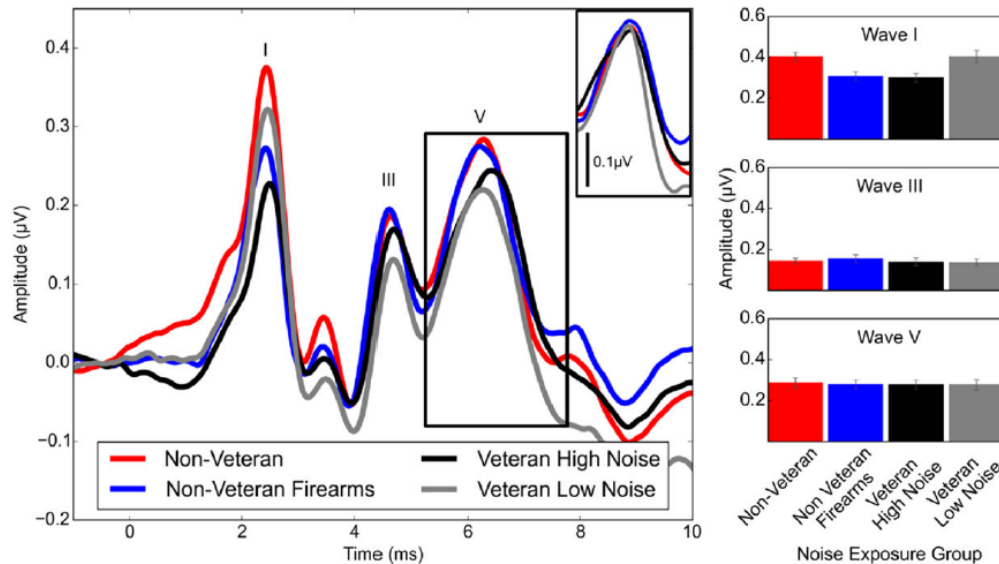 Amplitude (µV)
0.4
0.3
0.2
0.1
0.0
−0.1
−0.2
I
III
V
0.1µV
Non-Veteran
Non-Veteran Firearms
Veteran High Noise
Veteran Low Noise
0
2
4
6
8
10
Time (ms)
Amplitude (µV)
0.6
0.4
0.2
Wave I
0.6
0.4
0.2
Wave III
0.6
0.4
0.2
Wave V
Non-Veteran
Non Veteran
Firearms
Veteran
High Noise
Veteran
Low Noise
Noise Exposure Group